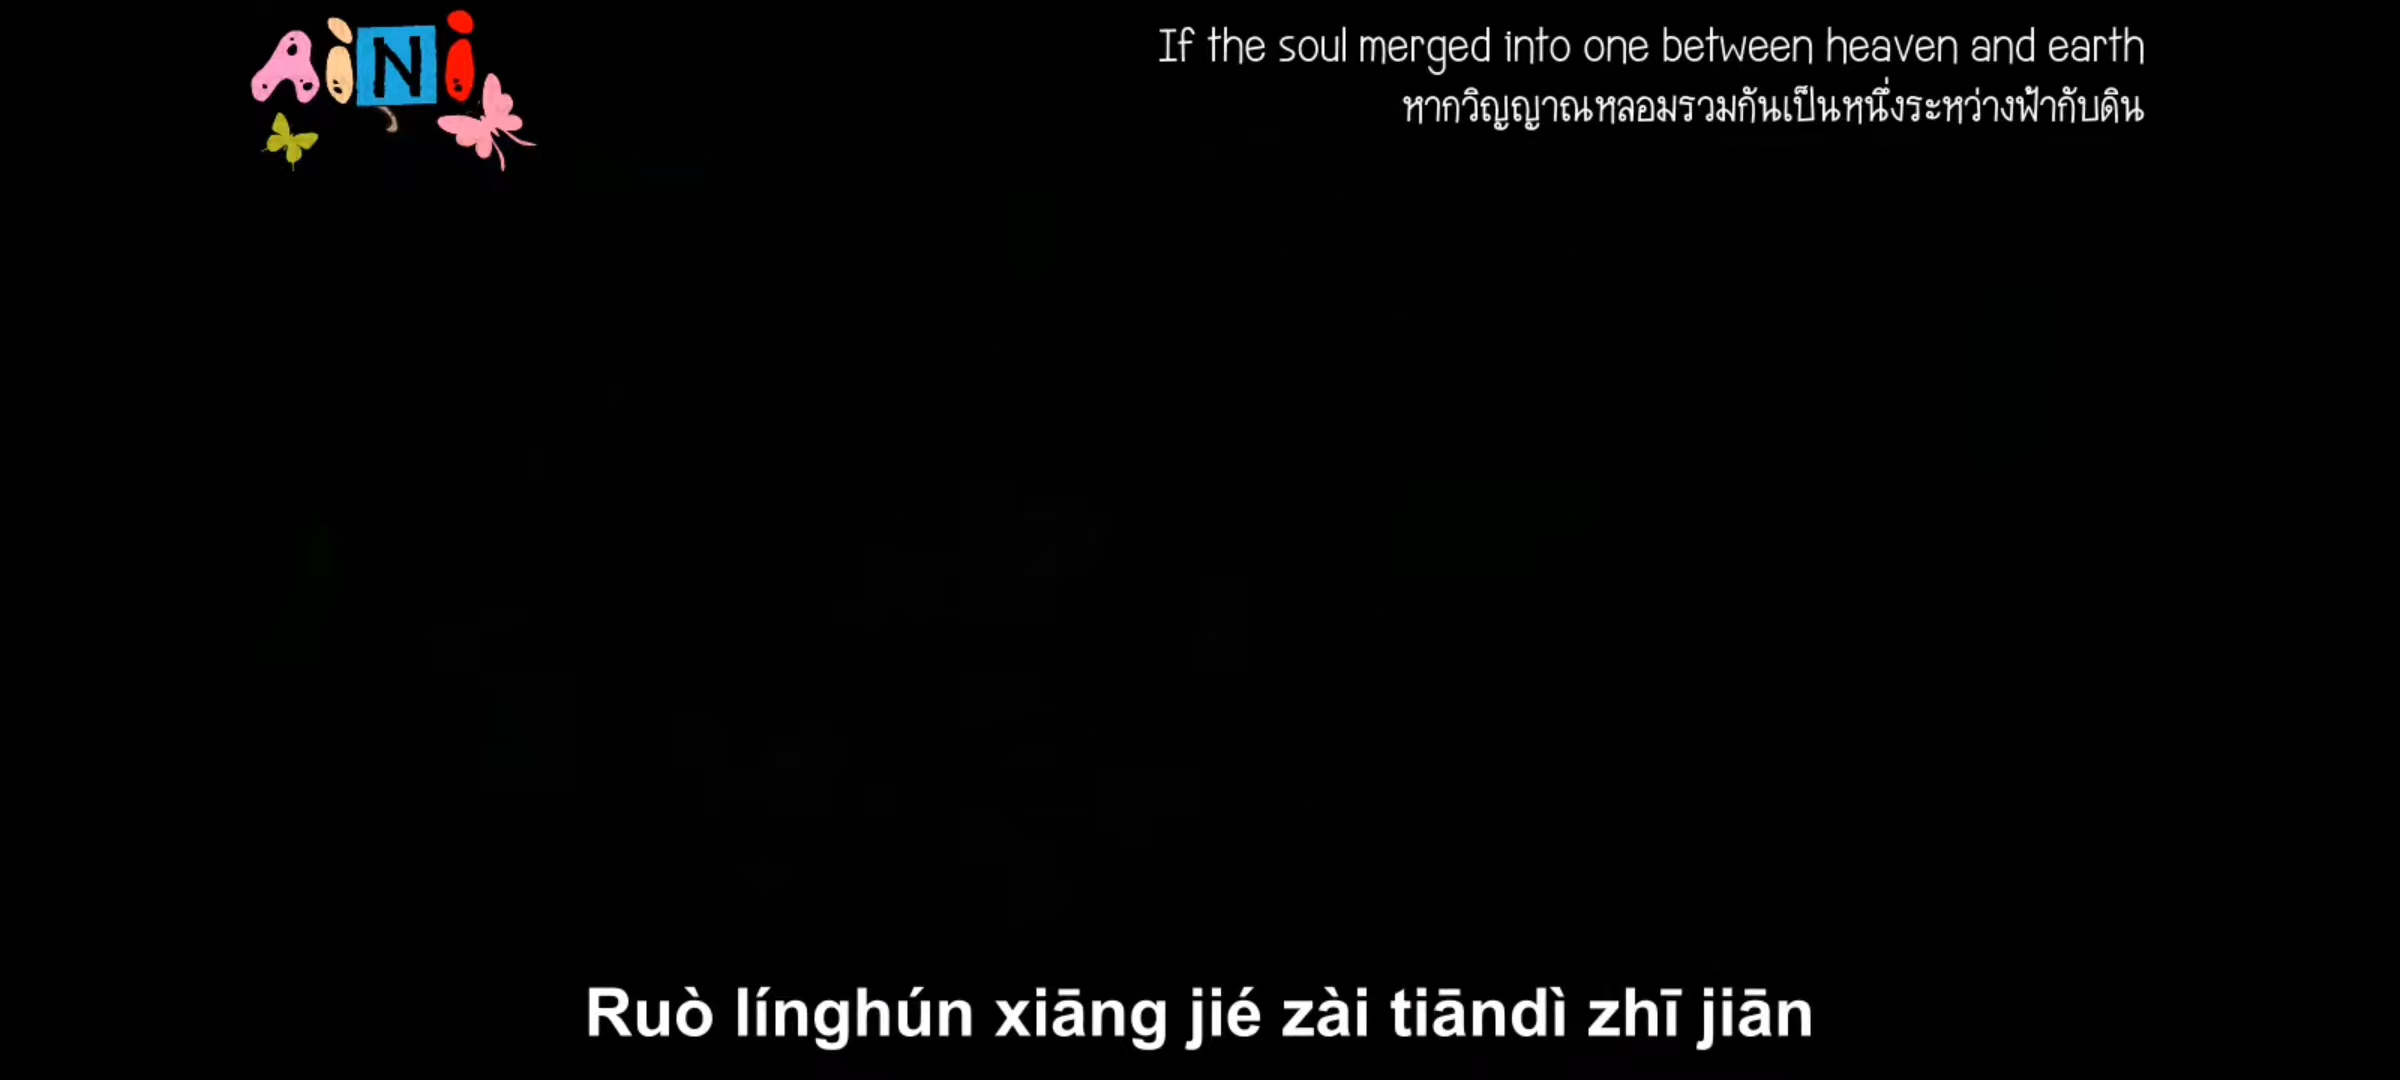 AiNi
If the soul merged into one between heaven and earth
หากวิญญาณหลอมรวมกันเป็นหนึ่งระหว่างฟ้ากับดิน
Ruò línghún xiāng jié zài tiāndì zhī jiān